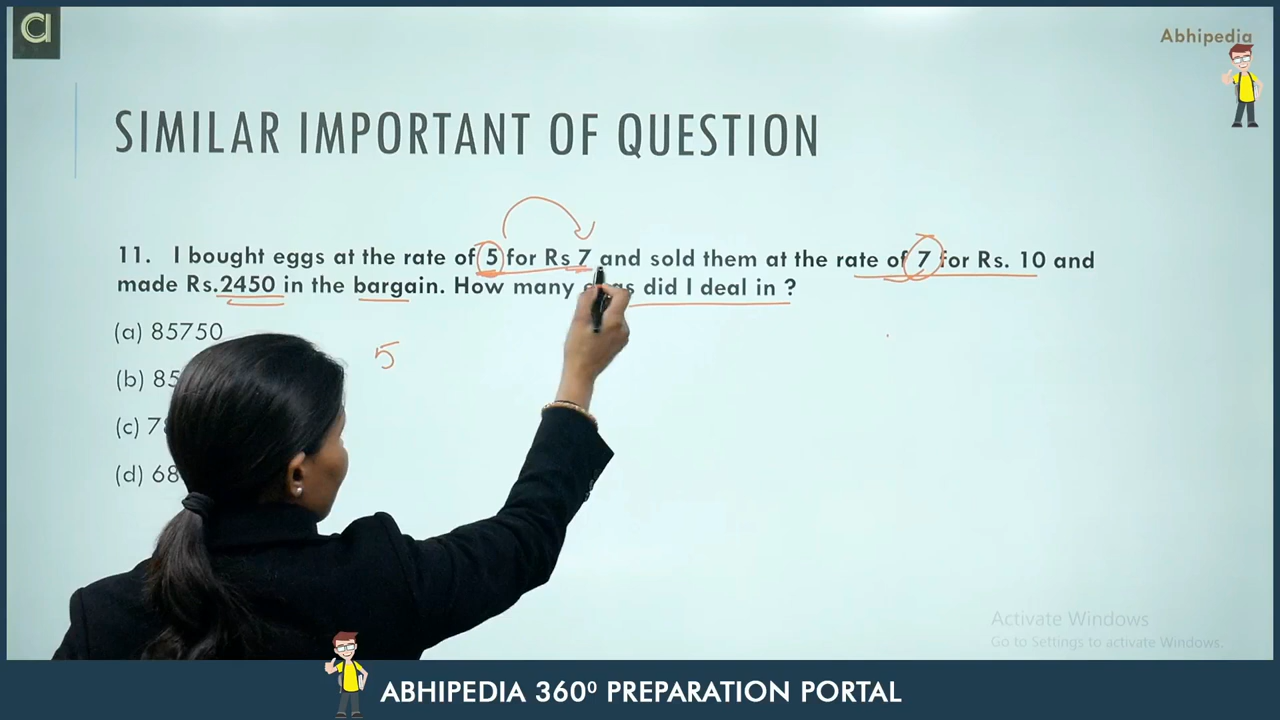 Abhipedia
SIMILAR IMPORTANT OF QUESTION
11. I bought eggs at the rate of 5 for Rs 7 and sold them at the rate of 7 for Rs. 10 and
made Rs.2450 in the bargain. How many did I deal in ?
(a) 85750
5
(b) 85
(c) 7
(d) 68
Activate Windows
Go to Settings to activate Windows.
ABHIPEDIA 360⁰ PREPARATION PORTAL